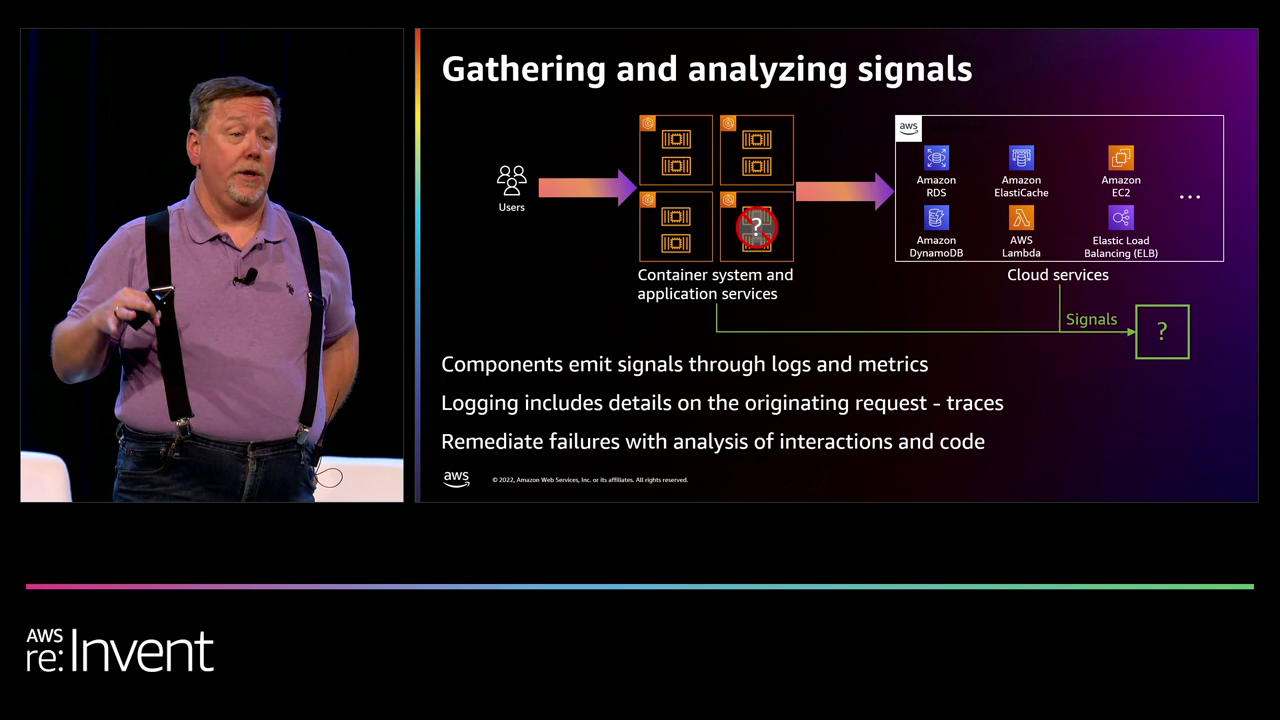 Gathering and analyzing signals
aws
Users
?
Amazon
RDS
Amazon
ElastiCache
Amazon
EC2
...
Amazon
DynamoDB
AWS
Lambda
Elastic Load
Balancing (ELB)
Container system and
application services
Cloud services
Signals
?
Components emit signals through logs and metrics
Logging includes details on the originating request - traces
Remediate failures with analysis of interactions and code
aws
© 2022, Amazon Web Services, Inc. or its affiliates. All rights reserved.
AWS
re:Invent